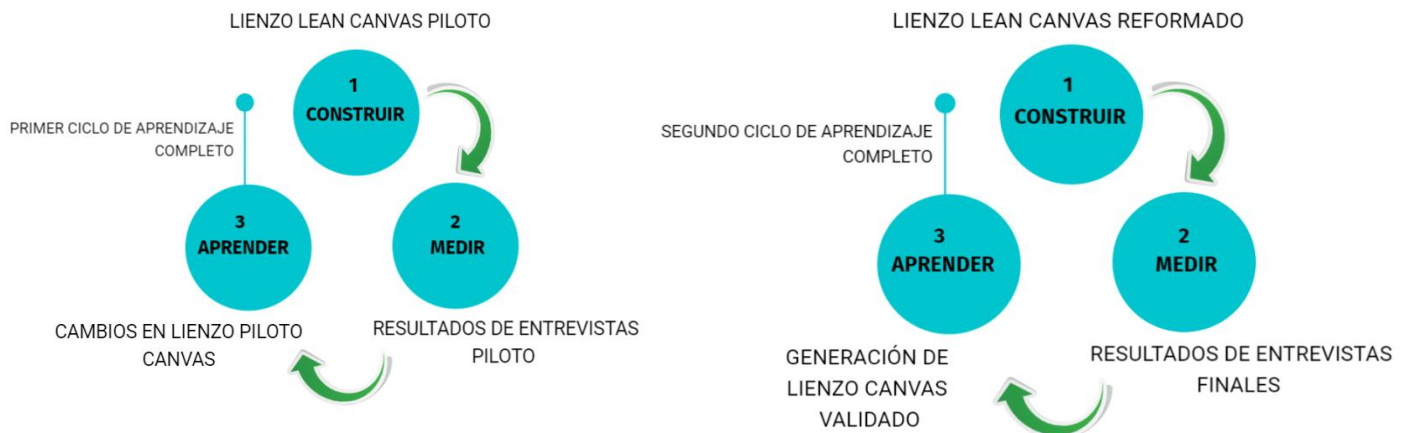 LIENZO LEAN CANVAS PILOTO
1
CONSTRUIR
PRIMER CICLO DE APRENDIZAJE
COMPLETO
3
APRENDER
2
MEDIR
CAMBIOS EN LIENZO PILOTO
CANVAS
RESULTADOS DE ENTREVISTAS
PILOTO
LIENZO LEAN CANVAS REFORMADO
1
CONSTRUIR
SEGUNDO CICLO DE APRENDIZAJE
COMPLETO
3
APRENDER
2
MEDIR
GENERACIÓN DE
LIENZO CANVAS
VALIDADO
RESULTADOS DE ENTREVISTAS
FINALES